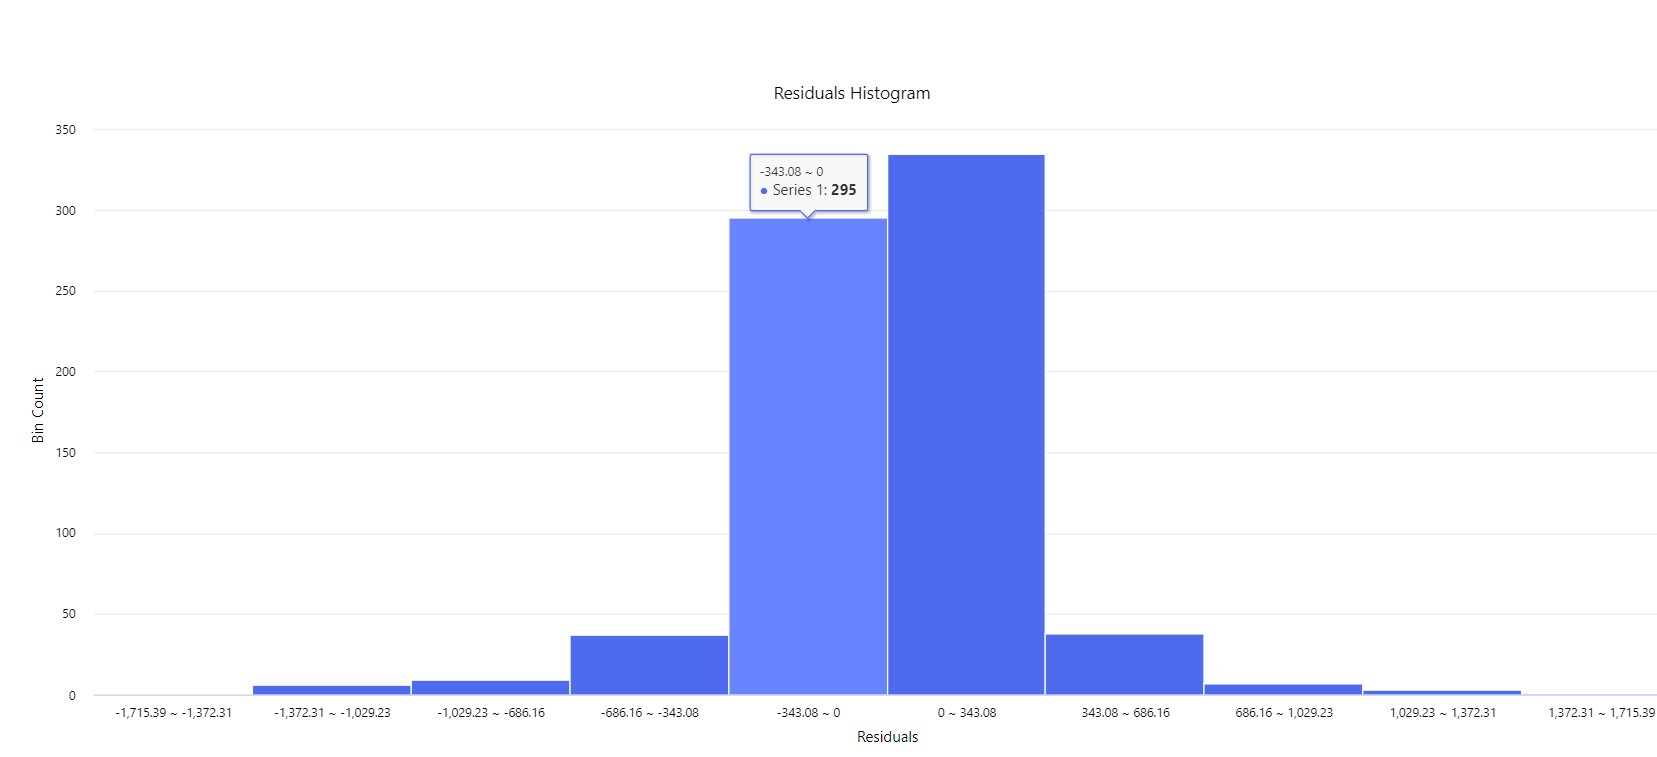 Residuals Histogram
350
300
250
200
150
100
50
0
Bin Count
-343.08 ~ 0
● Series 1: 295
-1,715.39 ~ -1,372.31
-1,372.31 ~ -1,029.23
-1,029.23 ~ -686.16
-686.16 ~ -343.08
-343.08 ~ 0
0 ~ 343.08
343.08 ~ 686.16
686.16 ~ 1,029.23
1,029.23 ~ 1,372.31
1,372.31 ~ 1,715.39
Residuals